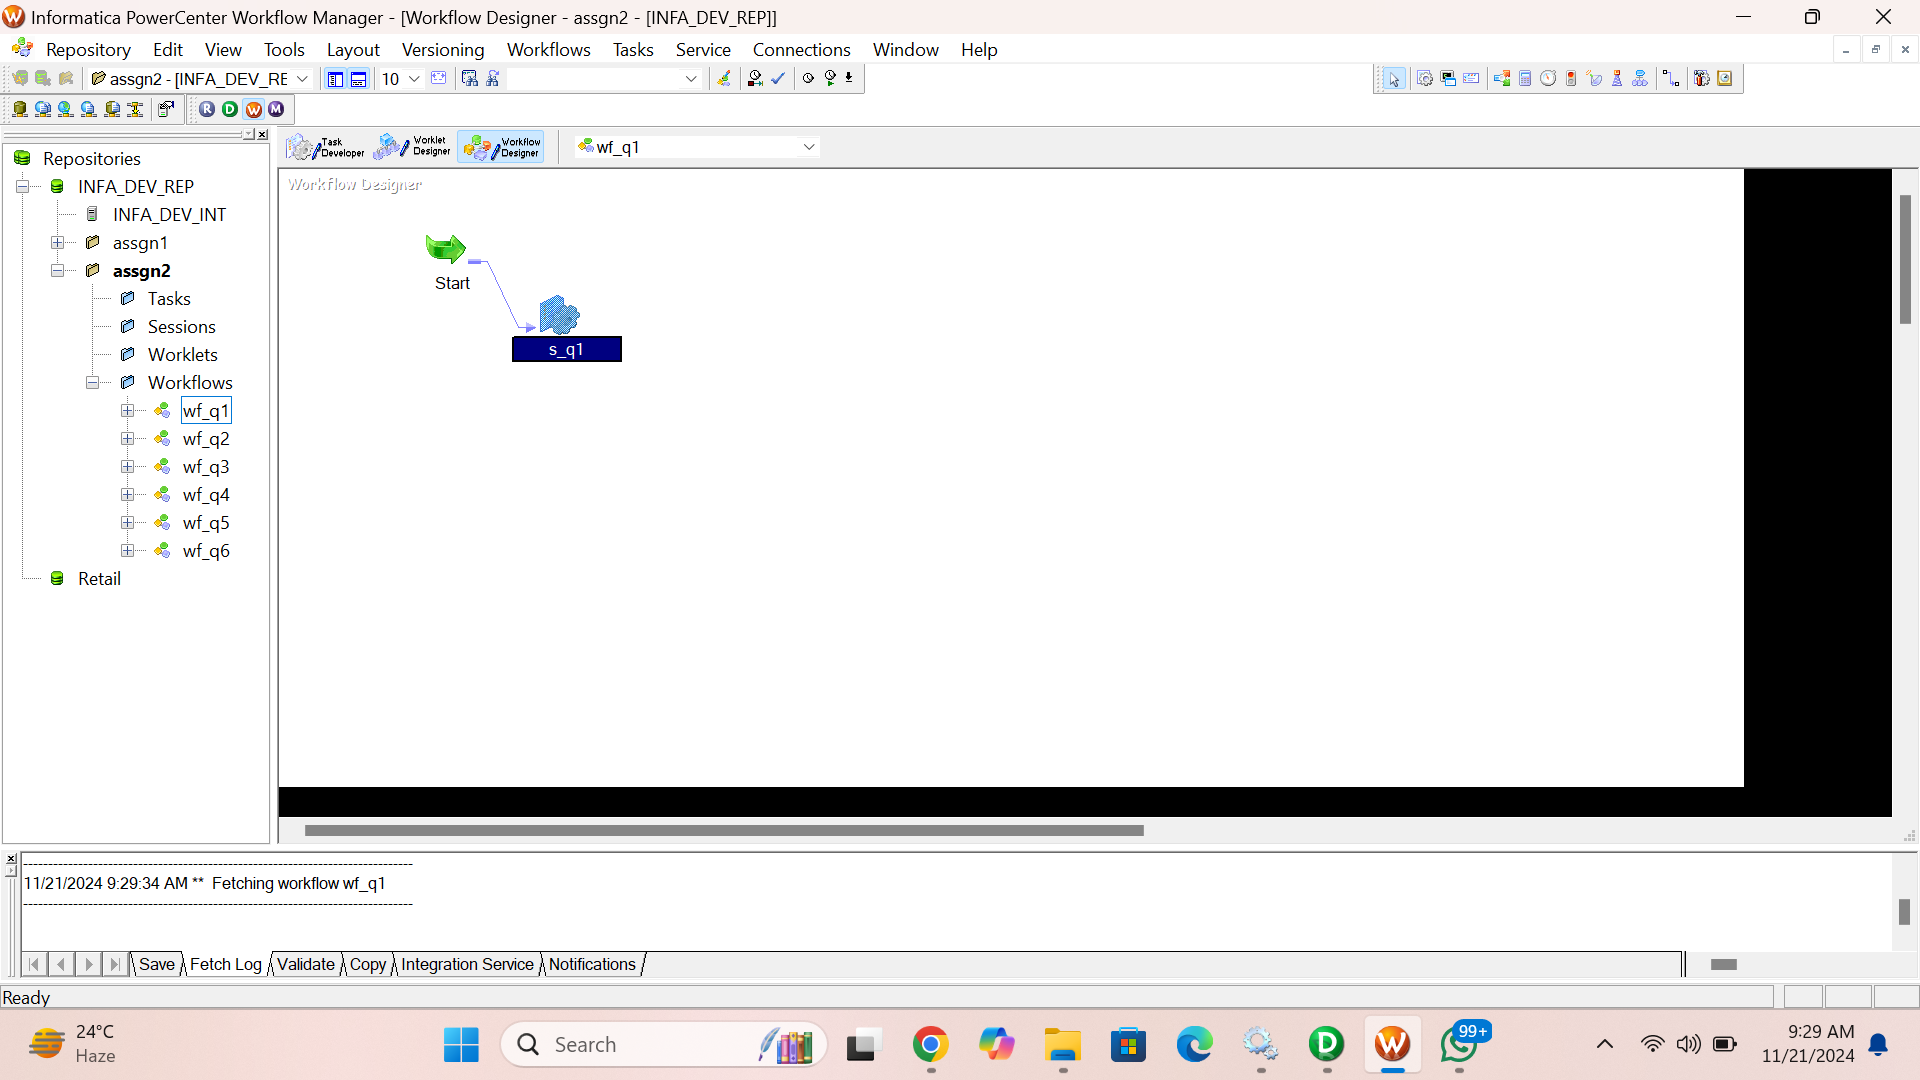 Informatica PowerCenter Workflow Manager - [Workflow Designer - assgn2 - [INFA_DEV_REP]]
Repository Edit View Tools Layout Versioning Workflows Tasks Service Connections Window Help
assgn2 - [INFA_DEV_RE 10
R D W M
Task Developer
Worklet Designer
Workflow Designer
wf_q1
Workflow Designer
Repositories
INFA_DEV_REP
INFA_DEV_INT
assgn1
assgn2
Tasks
Sessions
Worklets
Workflows
wf_q1
wf_q2
wf_q3
wf_q4
wf_q5
wf_q6
Retail
Start
s_q1
11/21/2024 9:29:34 AM ** Fetching workflow wf_q1
Save Fetch Log Validate Copy Integration Service Notifications
Ready
24°C
Haze
Search
99+
9:29 AM
11/21/2024